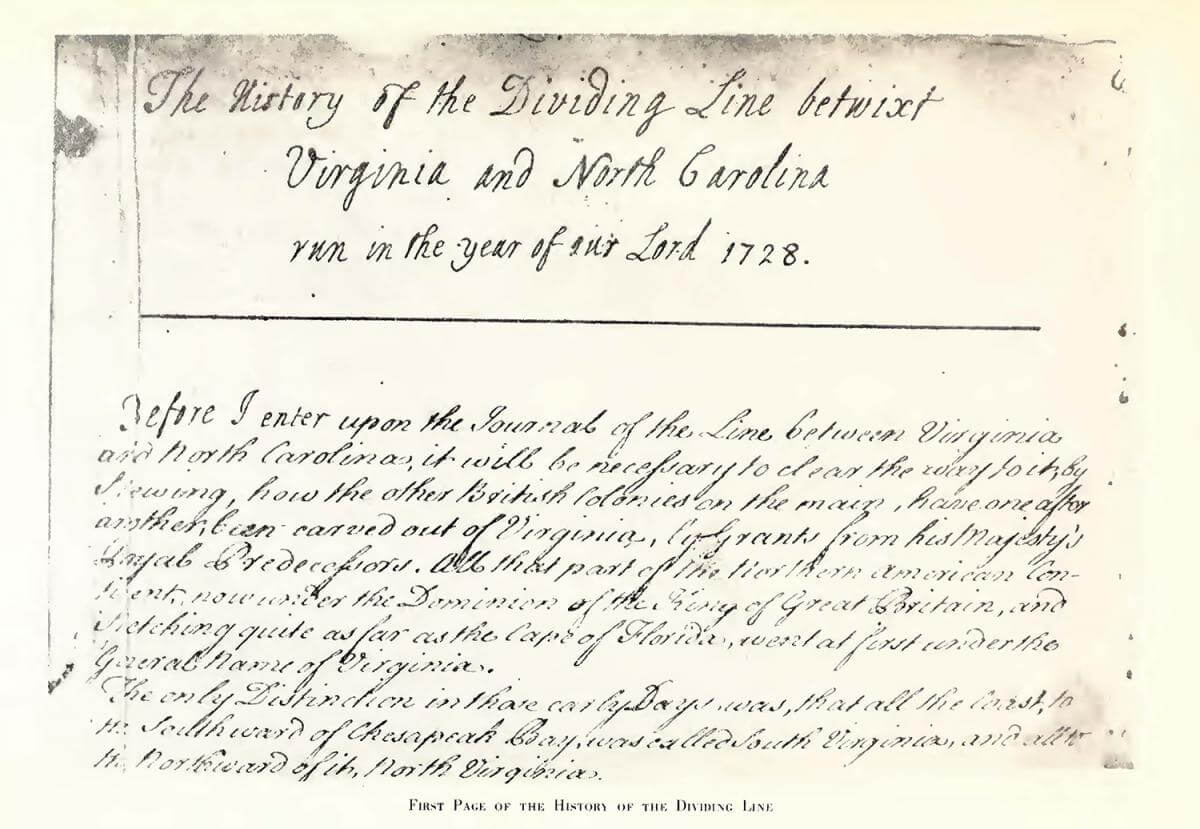 The History of the Dividing Line betwixt
Virginia and North Carolina
run in the year of our Lord 1728.
Before I enter upon the Journal of the Line between Virginia
and North Carolina, it will be necessary to clear the way to it, by
shewing, how the other British Colonies on the main, have one after
another, been carved out of Virginia, by Grants from his Majesty's
Royal Predecessors. All that part of the Northern American Con-
tinent, now under the Dominion of the King of Great Britain, and
stretching quite as far as the Cape of Florida, went at first under the
General Name of Virginia.
The only Distinction in those early Days was, that all the Coast, to
the Southward of Chesapeak Bay, was called South Virginia, and all to
the Northward of it, North Virginia.
First Page of the History of the Dividing Line